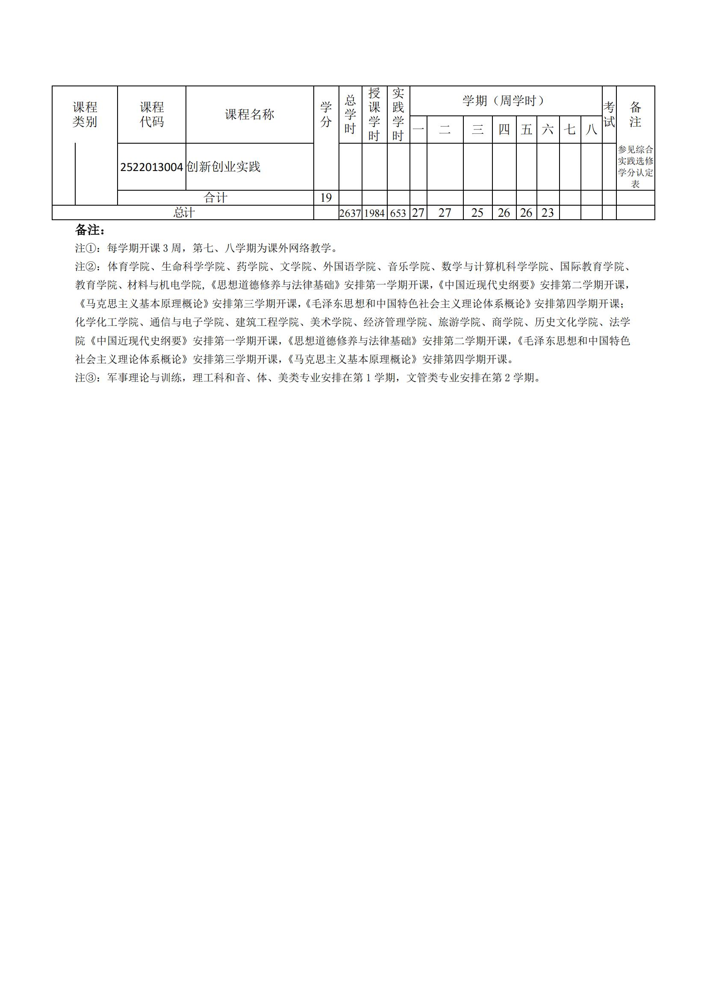 课程类别 课程代码 课程名称 学分 总学时 授课学时 实践学时 学期（周学时） 考试 备注
一 二 三 四 五 六 七 八
2522013004 创新创业实践 参见综合实践选修学分认定表
合计 19
总计 2637 1984 653 27 27 25 26 26 23
备注：
注①：每学期开课 3 周，第七、八学期为课外网络教学。
注②：体育学院、生命科学学院、药学院、文学院、外国语学院、音乐学院、数学与计算机科学学院、国际教育学院、
教育学院、材料与机电学院,《思想道德修养与法律基础》安排第一学期开课，《中国近现代史纲要》安排第二学期开课，
《马克思主义基本原理概论》安排第三学期开课，《毛泽东思想和中国特色社会主义理论体系概论》安排第四学期开课；
化学化工学院、通信与电子学院、建筑工程学院、美术学院、经济管理学院、旅游学院、商学院、历史文化学院、法学
院《中国近现代史纲要》安排第一学期开课，《思想道德修养与法律基础》安排第二学期开课，《毛泽东思想和中国特色
社会主义理论体系概论》安排第三学期开课，《马克思主义基本原理概论》安排第四学期开课。
注③：军事理论与训练，理工科和音、体、美类专业安排在第 1 学期，文管类专业安排在第 2 学期。